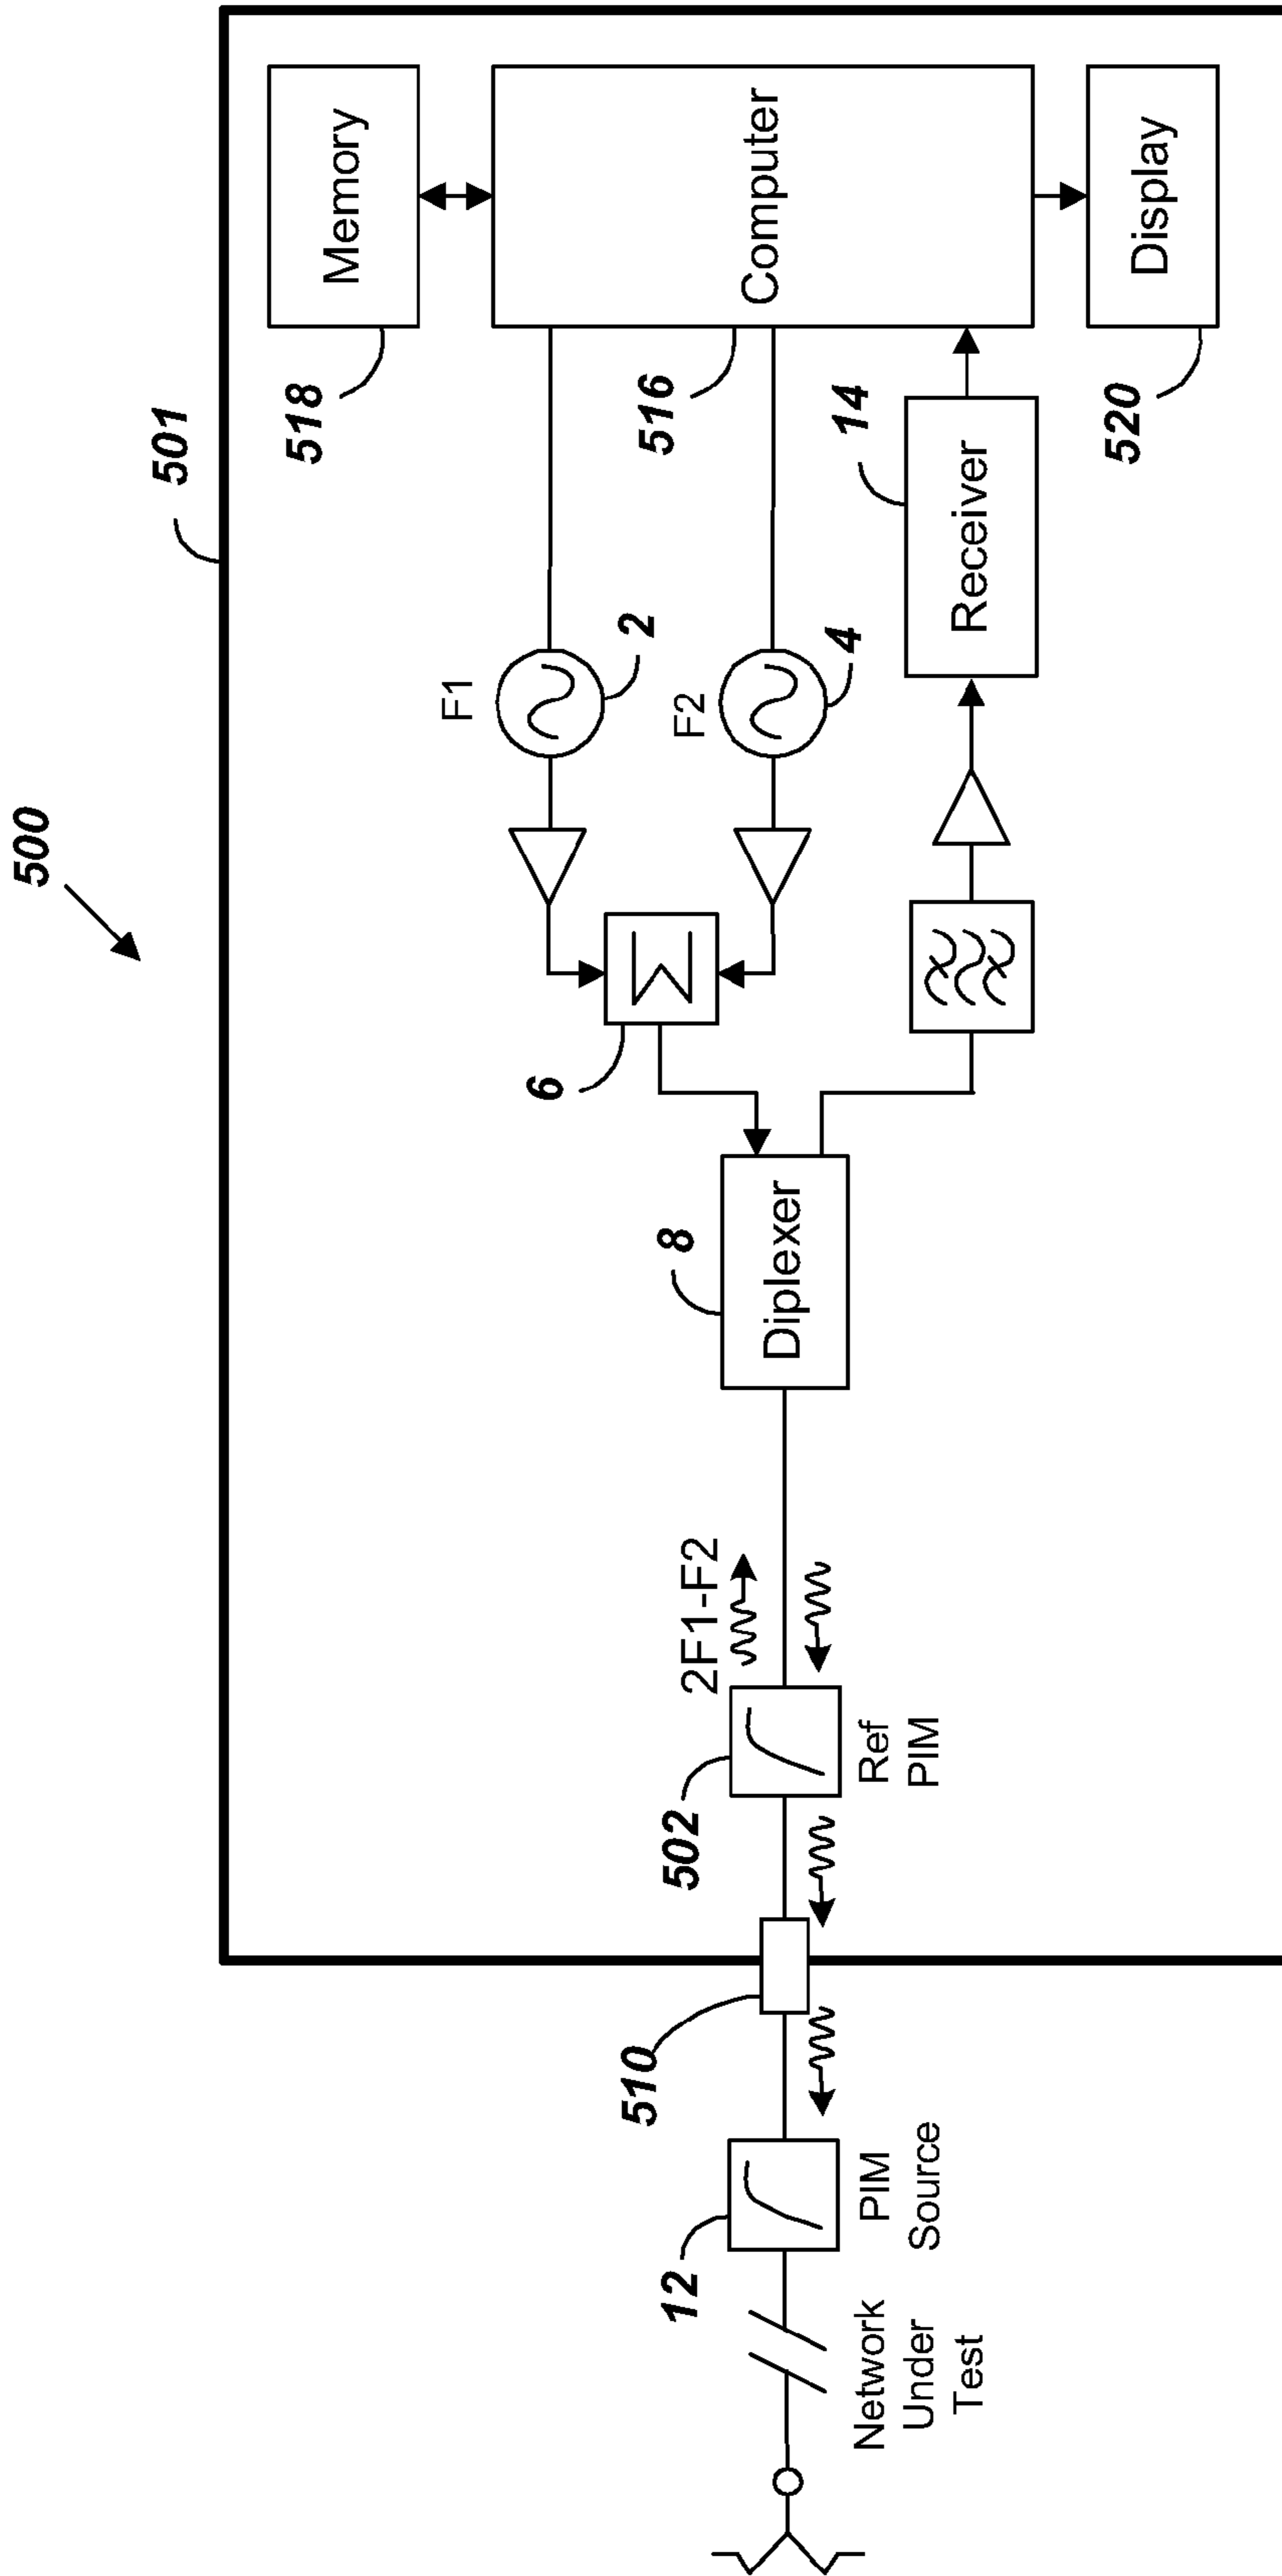 500
501
Memory
518
Computer
516
Display
520
F1
2
F2
4
14
Receiver
6
8
Diplexer
2F1-F2
502
Ref
PIM
510
12
PIM
Source
Network
Under
Test